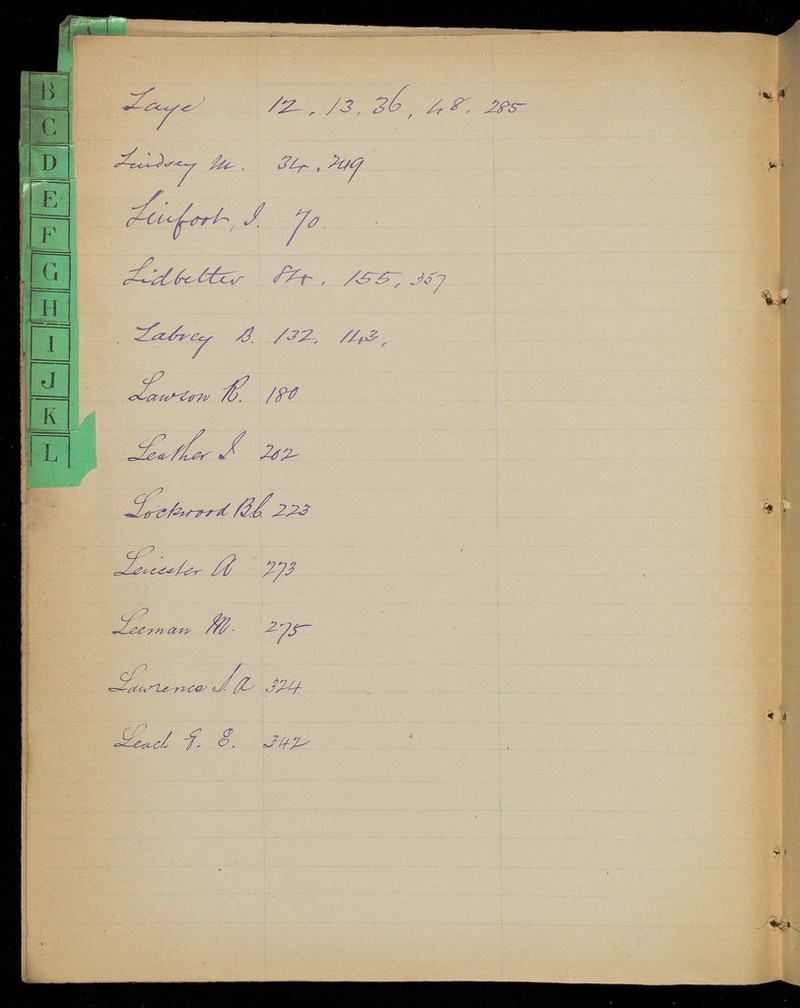 B
C
D
E
F
G
H
I
J
K
L
Laye 12, 13, 36, 48, 285
Lindsey M. 34, 249
Linfoot, I. 70.
Lidbetter 84, 155, 357
Labrey B. 132, 143,
Lawson R. 180
Leather I 202
Lockwood B.C. 223
Leicester A 273
Leeman M. 275
Lawrence I. A 324
Leach G. E. 342